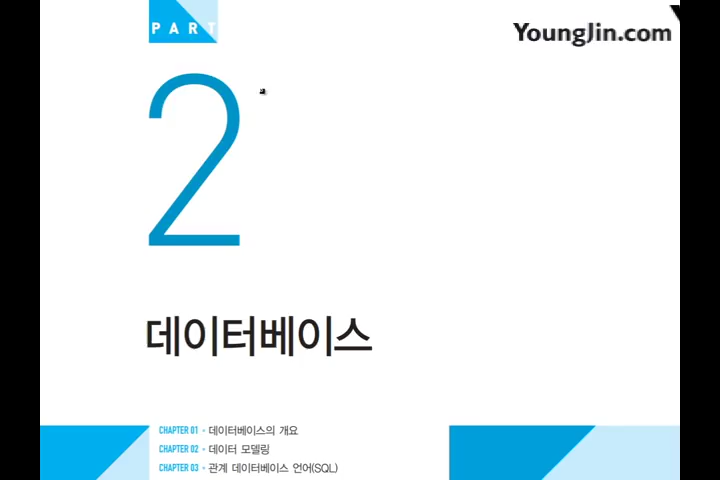 PART
YoungJin.com
2
데이터베이스
CHAPTER 01 • 데이터베이스의 개요
CHAPTER 02 • 데이터 모델링
CHAPTER 03 • 관계 데이터베이스 언어(SQL)